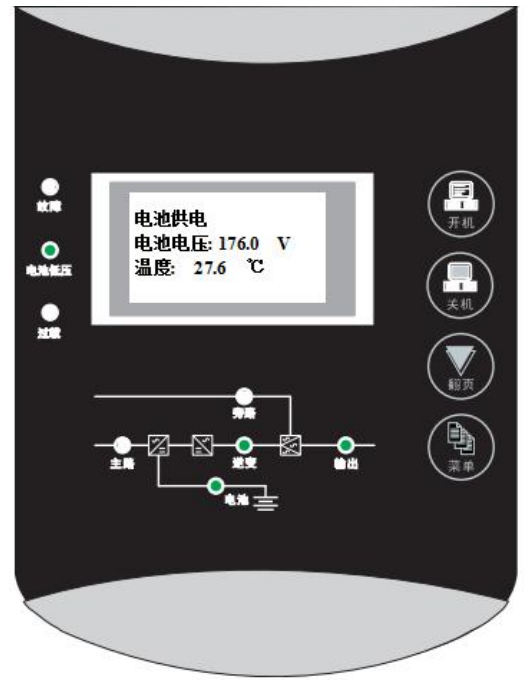 故障
电池低压
过载
电池供电
电池电压: 176.0 V
温度: 27.6 ℃
开机
关机
翻页
菜单
旁路
主路
逆变
输出
电池